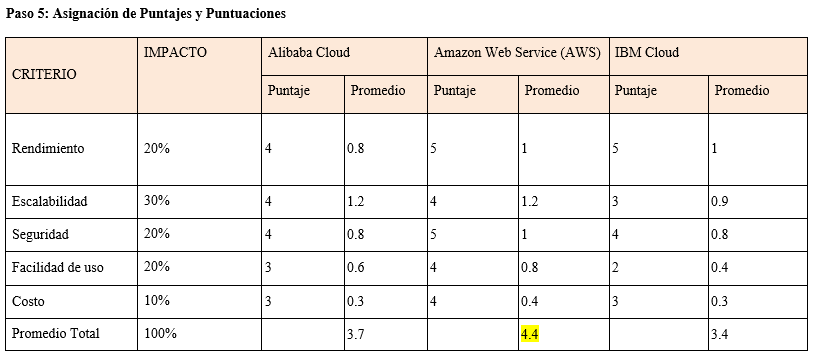 Paso 5: Asignación de Puntajes y Puntuaciones
CRITERIO IMPACTO Alibaba Cloud Amazon Web Service (AWS) IBM Cloud
Puntaje Promedio Puntaje Promedio Puntaje Promedio
Rendimiento 20% 4 0.8 5 1 5 1
Escalabilidad 30% 4 1.2 4 1.2 3 0.9
Seguridad 20% 4 0.8 5 1 4 0.8
Facilidad de uso 20% 3 0.6 4 0.8 2 0.4
Costo 10% 3 0.3 4 0.4 3 0.3
Promedio Total 100% 3.7 4.4 3.4